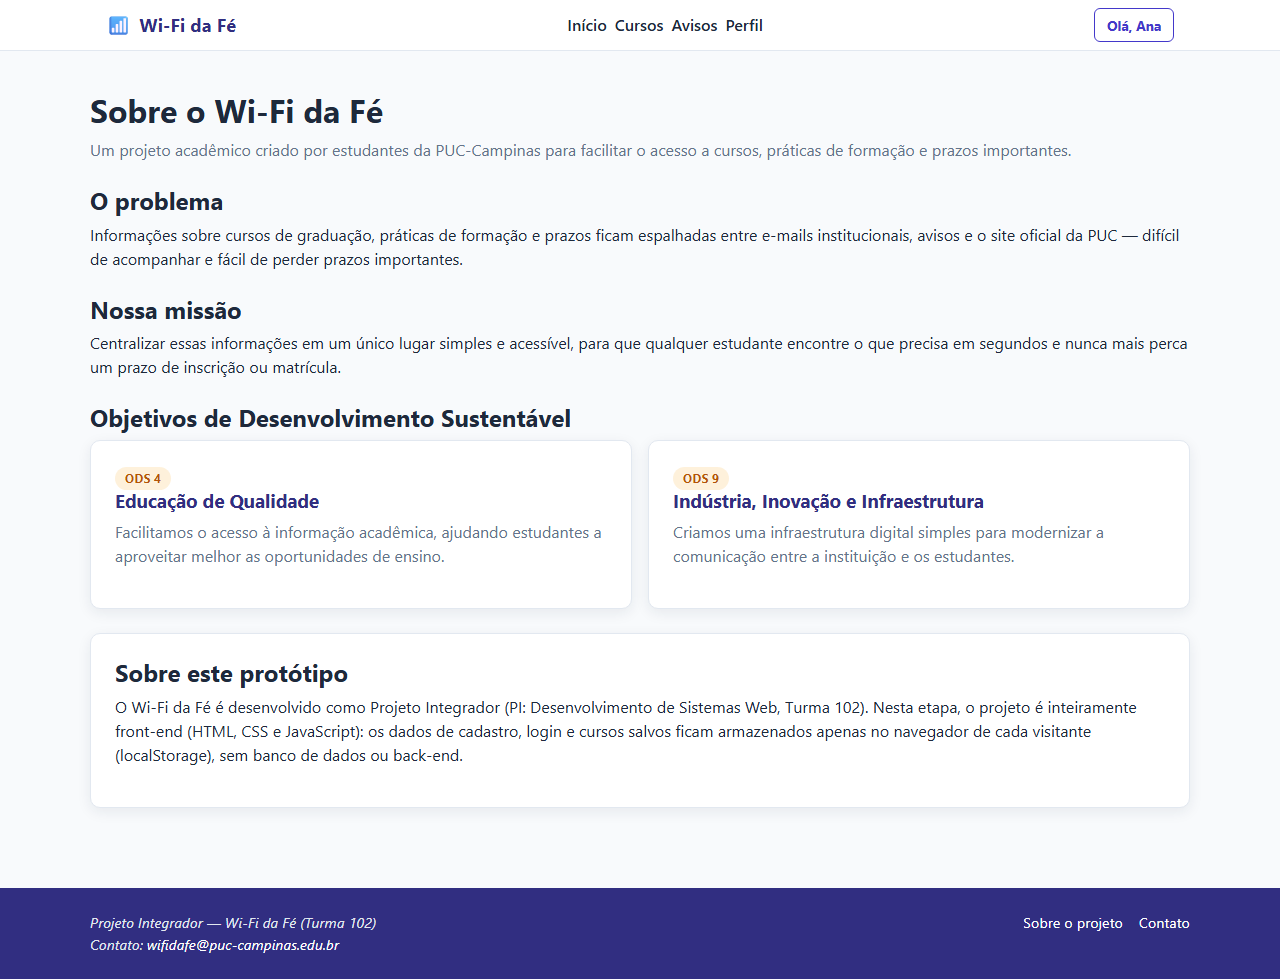 Wi-Fi da Fé
Início Cursos Avisos Perfil
Olá, Ana
Sobre o Wi-Fi da Fé
Um projeto acadêmico criado por estudantes da PUC-Campinas para facilitar o acesso a cursos, práticas de formação e prazos importantes.
O problema
Informações sobre cursos de graduação, práticas de formação e prazos ficam espalhadas entre e-mails institucionais, avisos e o site oficial da PUC — difícil
de acompanhar e fácil de perder prazos importantes.
Nossa missão
Centralizar essas informações em um único lugar simples e acessível, para que qualquer estudante encontre o que precisa em segundos e nunca mais perca
um prazo de inscrição ou matrícula.
Objetivos de Desenvolvimento Sustentável
ODS 4
Educação de Qualidade
Facilitamos o acesso à informação acadêmica, ajudando estudantes a
aproveitar melhor as oportunidades de ensino.
ODS 9
Indústria, Inovação e Infraestrutura
Criamos uma infraestrutura digital simples para modernizar a
comunicação entre a instituição e os estudantes.
Sobre este protótipo
O Wi-Fi da Fé é desenvolvido como Projeto Integrador (PI: Desenvolvimento de Sistemas Web, Turma 102). Nesta etapa, o projeto é inteiramente
front-end (HTML, CSS e JavaScript): os dados de cadastro, login e cursos salvos ficam armazenados apenas no navegador de cada visitante
(localStorage), sem banco de dados ou back-end.
Projeto Integrador — Wi-Fi da Fé (Turma 102)
Contato: wifidafe@puc-campinas.edu.br
Sobre o projeto Contato